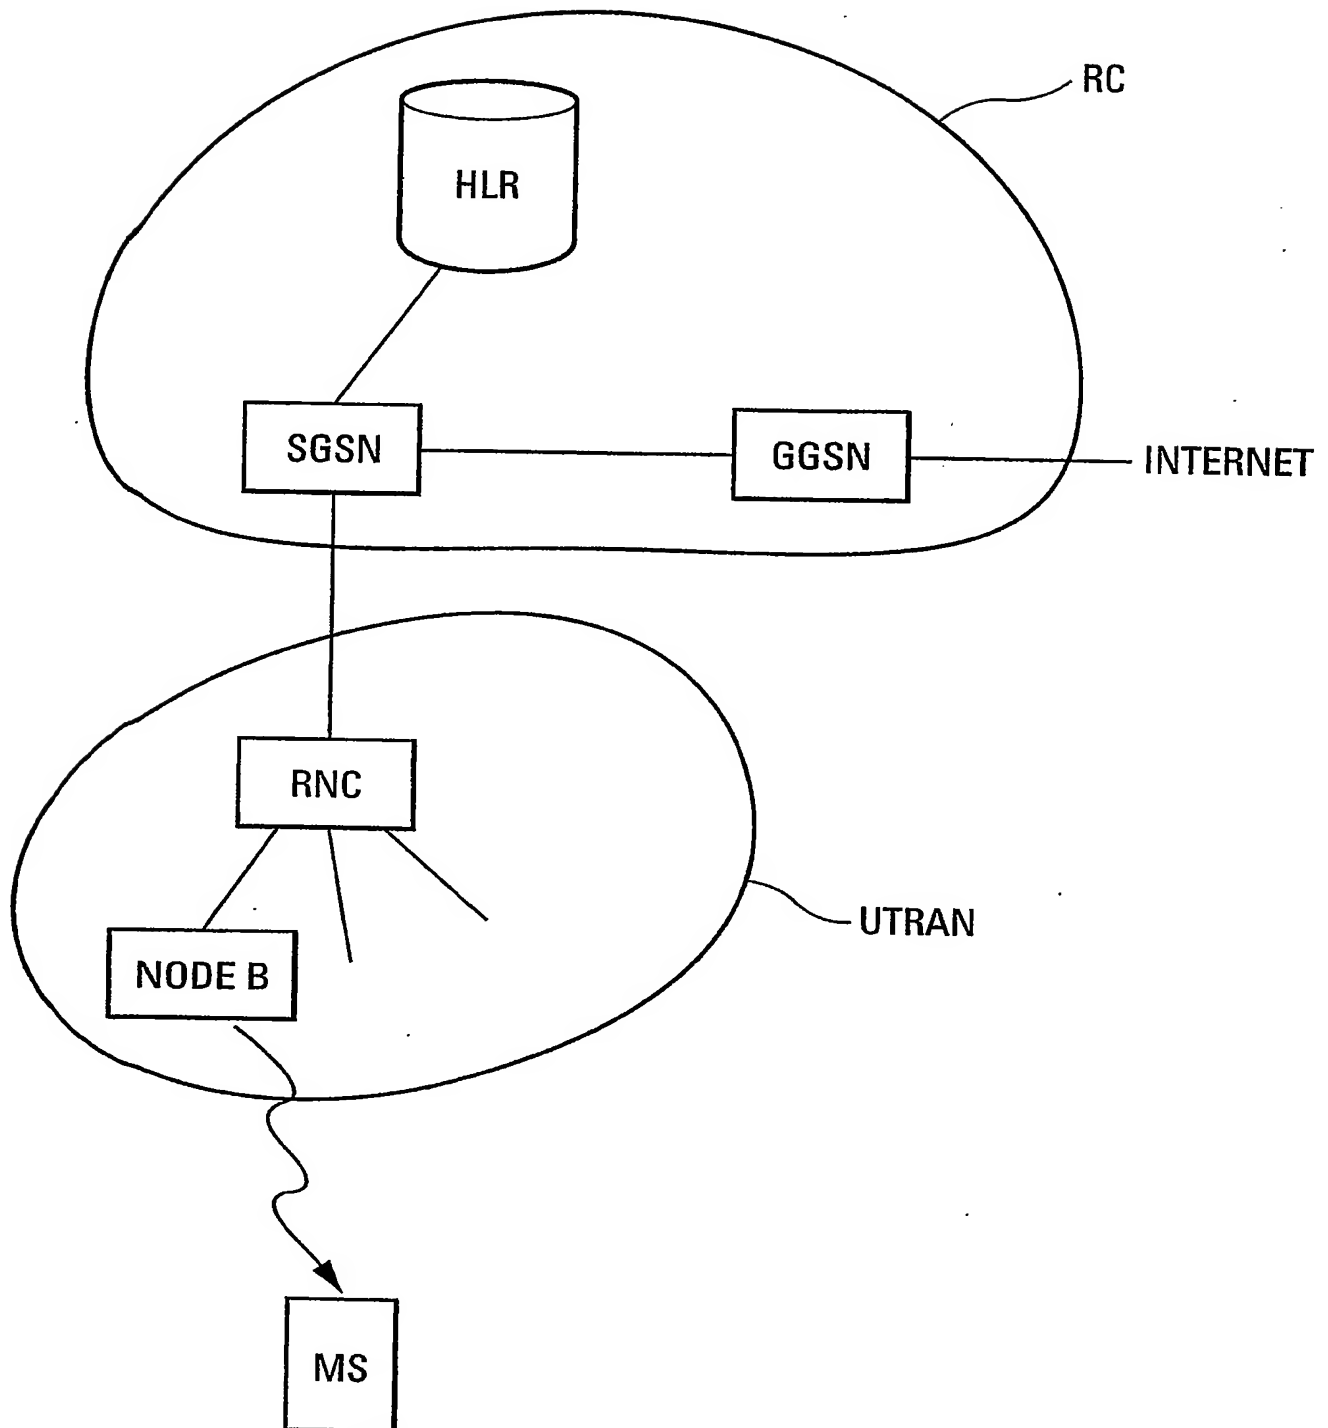 RC
HLR
SGSN
GGSN
INTERNET
RNC
UTRAN
NODE B
MS